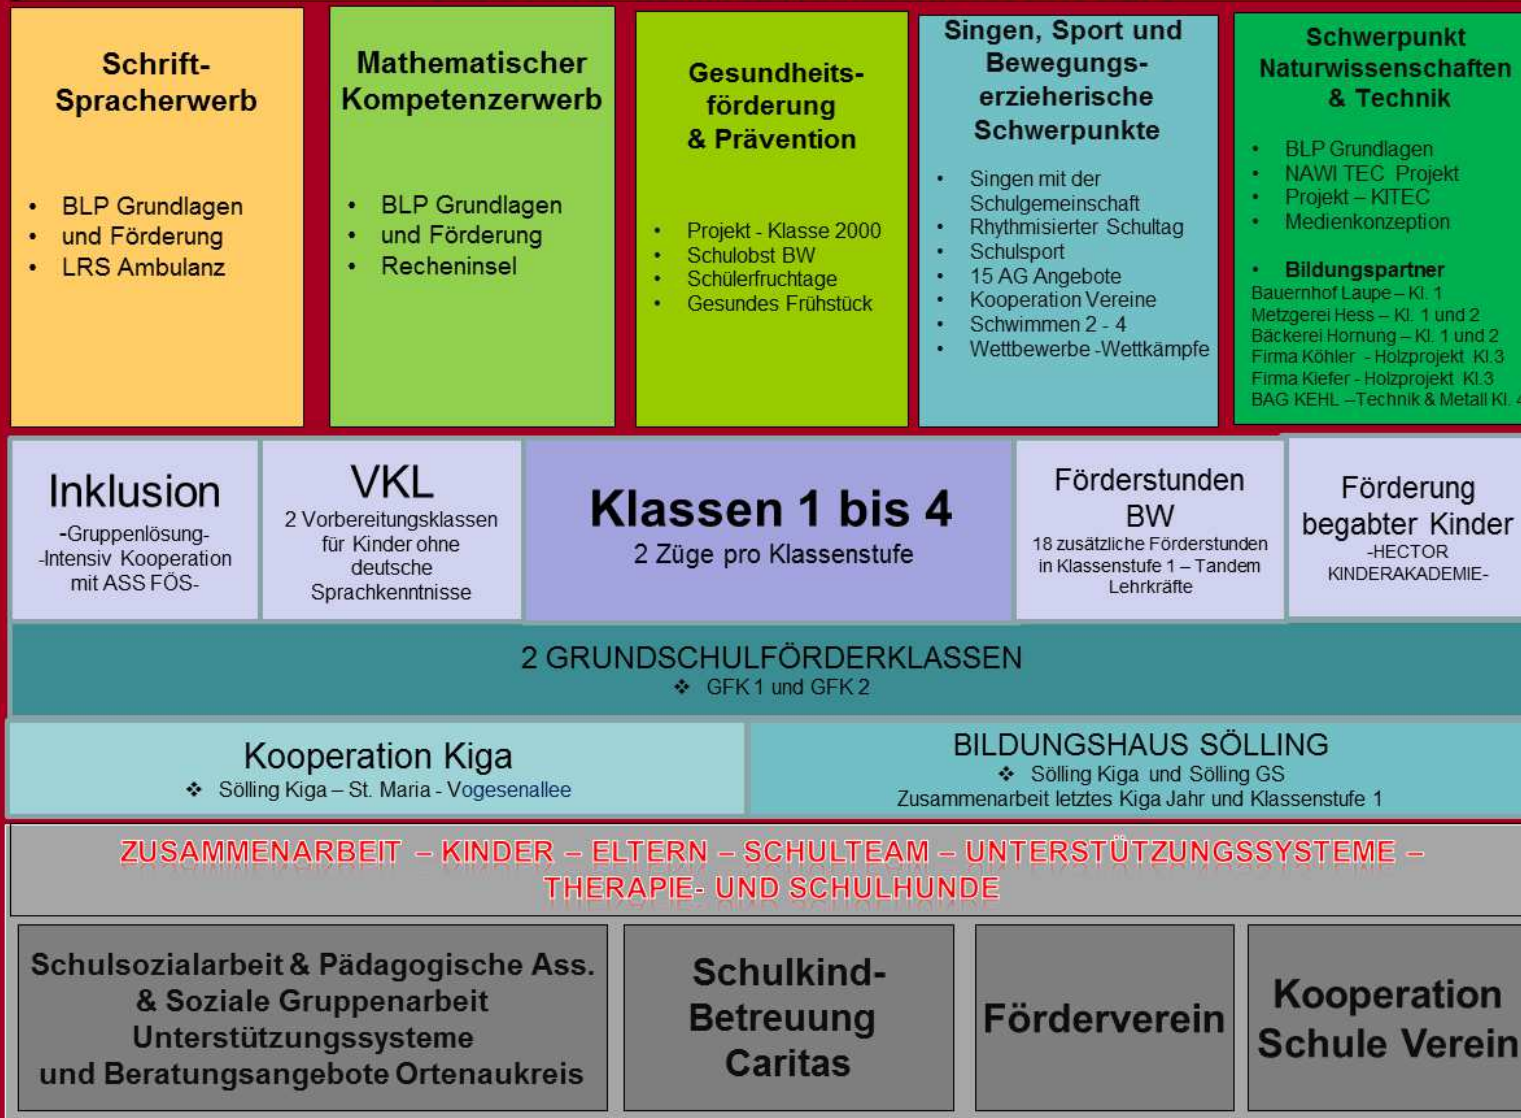 Schrift-
Spracherwerb
• BLP Grundlagen
• und Förderung
• LRS Ambulanz
Mathematischer
Kompetenzerwerb
• BLP Grundlagen
• und Förderung
• Recheninsel
Gesundheits-
förderung
& Prävention
• Projekt - Klasse 2000
• Schulobst BW
• Schülerfruchtage
• Gesundes Frühstück
Singen, Sport und
Bewegungs-
erzieherische
Schwerpunkte
• Singen mit der
Schulgemeinschaft
• Rhythmisierter Schultag
• Schulsport
• 15 AG Angebote
• Kooperation Vereine
• Schwimmen 2 - 4
• Wettbewerbe -Wettkämpfe
Schwerpunkt
Naturwissenschaften
& Technik
• BLP Grundlagen
• NAWI TEC Projekt
• Projekt – KITEC
• Medienkonzeption
• Bildungspartner
Bauernhof Laupe – Kl. 1
Metzgerei Hess – Kl. 1 und 2
Bäckerei Hornung – Kl. 1 und 2
Firma Köhler - Holzprojekt Kl.3
Firma Kiefer - Holzprojekt Kl.3
BAG KEHL –Technik & Metall Kl. 4
Inklusion
-Gruppenlösung-
-Intensiv Kooperation
mit ASS FÖS-
VKL
2 Vorbereitungsklassen
für Kinder ohne
deutsche
Sprachkenntnisse
Klassen 1 bis 4
2 Züge pro Klassenstufe
Förderstunden
BW
18 zusätzliche Förderstunden
in Klassenstufe 1 – Tandem
Lehrkräfte
Förderung
begabter Kinder
-HECTOR
KINDERAKADEMIE-
2 GRUNDSCHULFÖRDERKLASSEN
❖ GFK 1 und GFK 2
Kooperation Kiga
❖ Sölling Kiga – St. Maria - Vogesenallee
BILDUNGSHAUS SÖLLING
❖ Sölling Kiga und Sölling GS
Zusammenarbeit letztes Kiga Jahr und Klassenstufe 1
ZUSAMMENARBEIT – KINDER – ELTERN – SCHULTEAM – UNTERSTÜTZUNGSSYSTEME –
THERAPIE- UND SCHULHUNDE
Schulsozialarbeit & Pädagogische Ass.
& Soziale Gruppenarbeit
Unterstützungssysteme
und Beratungsangebote Ortenaukreis
Schulkind-
Betreuung
Caritas
Förderverein
Kooperation
Schule Verein